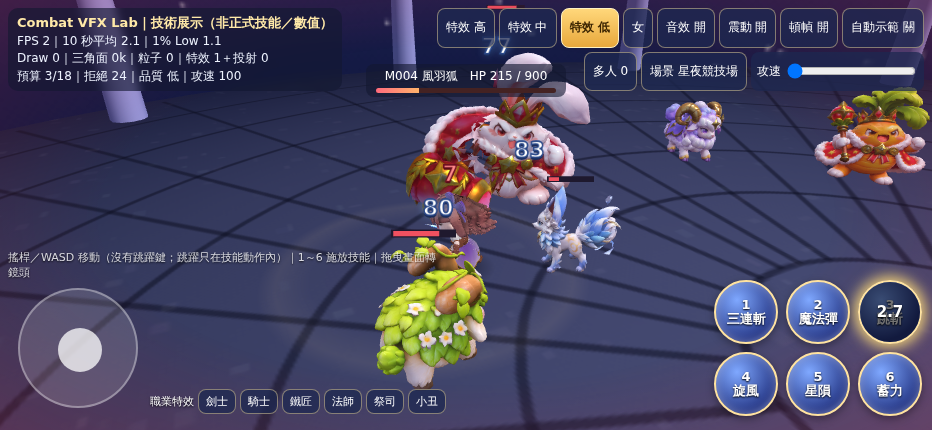 Combat VFX Lab｜技術展示（非正式技能／數值）
FPS 2｜10 秒平均 2.1｜1% Low 1.1
Draw 0｜三角面 0k｜粒子 0｜特效 1＋投射 0
預算 3/18｜拒絕 24｜品質 低｜攻速 100
特效 高
特效 中
特效 低
女
音效 開
震動 開
頓幀 開
自動示範 關
多人 0
場景 星夜競技場
攻速
77
M004 風羽狐 HP 215 / 900
83
7
80
搖桿／WASD 移動（沒有跳躍鍵；跳躍只在技能動作內）｜1～6 施放技能｜拖曳畫面轉
鏡頭
1
三連斬
2
魔法彈
3
跳斬
2.7
4
旋風
5
星隕
6
蓄力
職業特效
劍士
騎士
鐵匠
法師
祭司
小丑